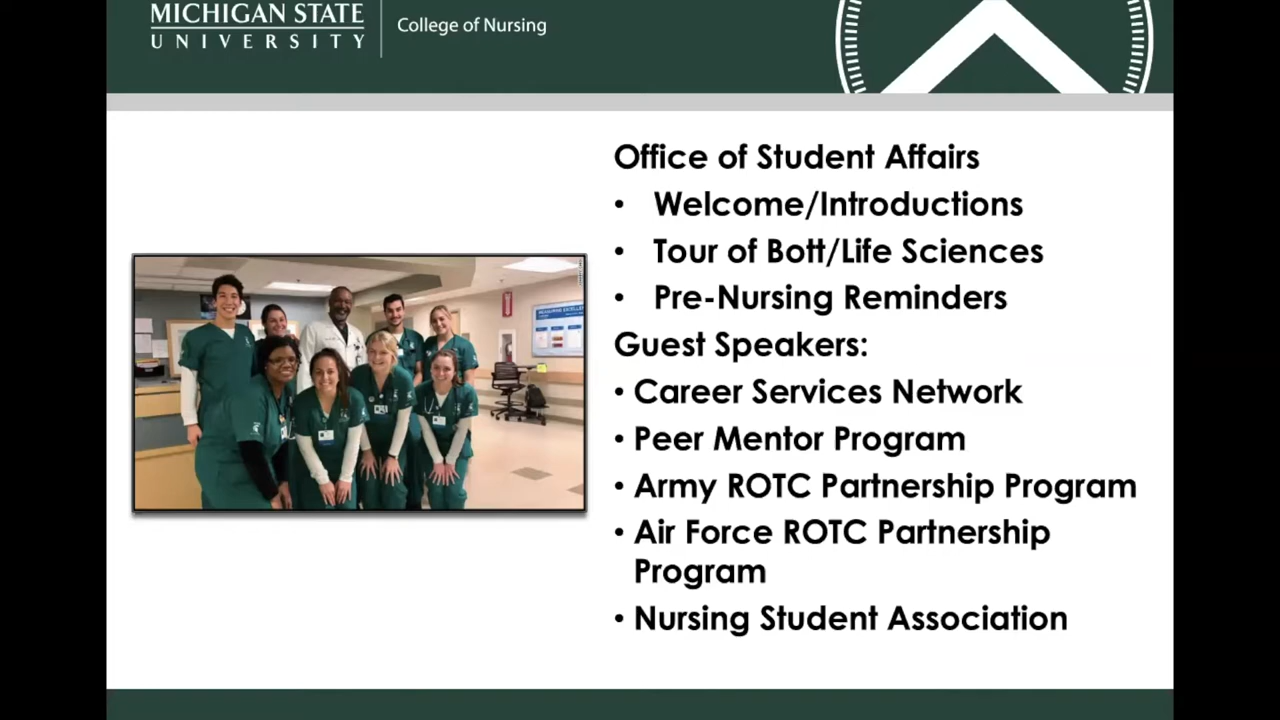 MICHIGAN STATE
UNIVERSITY
College of Nursing
Office of Student Affairs
• Welcome/Introductions
• Tour of Bott/Life Sciences
• Pre-Nursing Reminders
Guest Speakers:
• Career Services Network
• Peer Mentor Program
• Army ROTC Partnership Program
• Air Force ROTC Partnership
Program
• Nursing Student Association